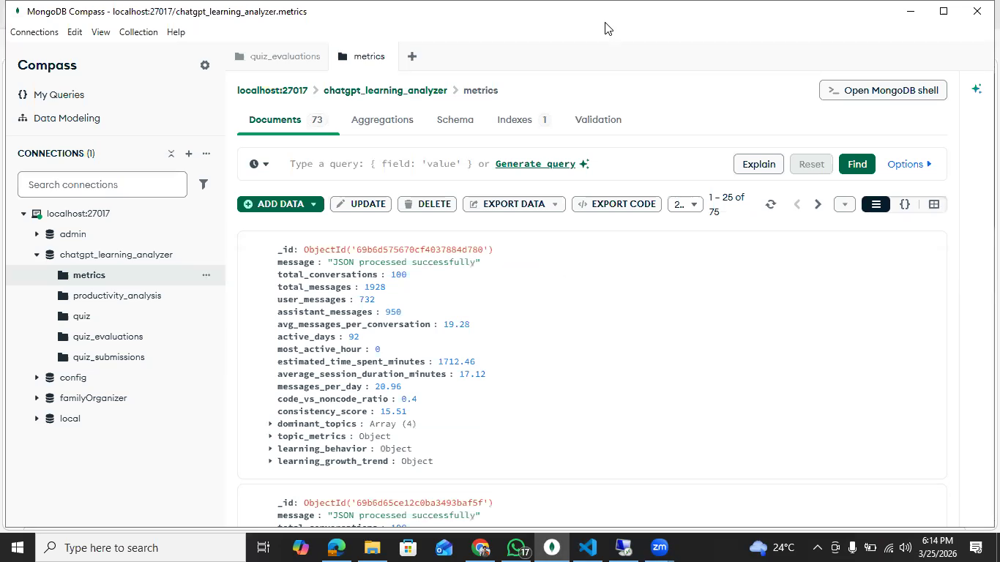 MongoDB Compass - localhost:27017/chatgpt_learning_analyzer.metrics
Connections Edit View Collection Help
Compass
My Queries
Data Modeling
CONNECTIONS (1)
Search connections
localhost:27017
admin
chatgpt_learning_analyzer
metrics
productivity_analysis
quiz
quiz_evaluations
quiz_submissions
config
familyOrganizer
local
quiz_evaluations metrics
localhost:27017 > chatgpt_learning_analyzer > metrics
>_ Open MongoDB shell
Documents 73 Aggregations Schema Indexes 1 Validation
Type a query: { field: 'value' } or Generate query
Explain Reset Find Options
ADD DATA UPDATE DELETE EXPORT DATA EXPORT CODE 2.. 1 – 25 of
75
_id: ObjectId('69b6d575670cf4037884d780')
message : "JSON processed successfully"
total_conversations : 100
total_messages : 1928
user_messages : 732
assistant_messages : 950
avg_messages_per_conversation : 19.28
active_days : 92
most_active_hour : 0
estimated_time_spent_minutes : 1712.46
average_session_duration_minutes : 17.12
messages_per_day : 20.96
code_vs_noncode_ratio : 0.4
consistency_score : 15.51
dominant_topics : Array (4)
topic_metrics : Object
learning_behavior : Object
learning_growth_trend : Object
_id: ObjectId('69b6d65ce12c0ba3493baf5f')
message : "JSON processed successfully"
total_conversations : 100
Type here to search
17
zm
24°C
6:14 PM
3/25/2026